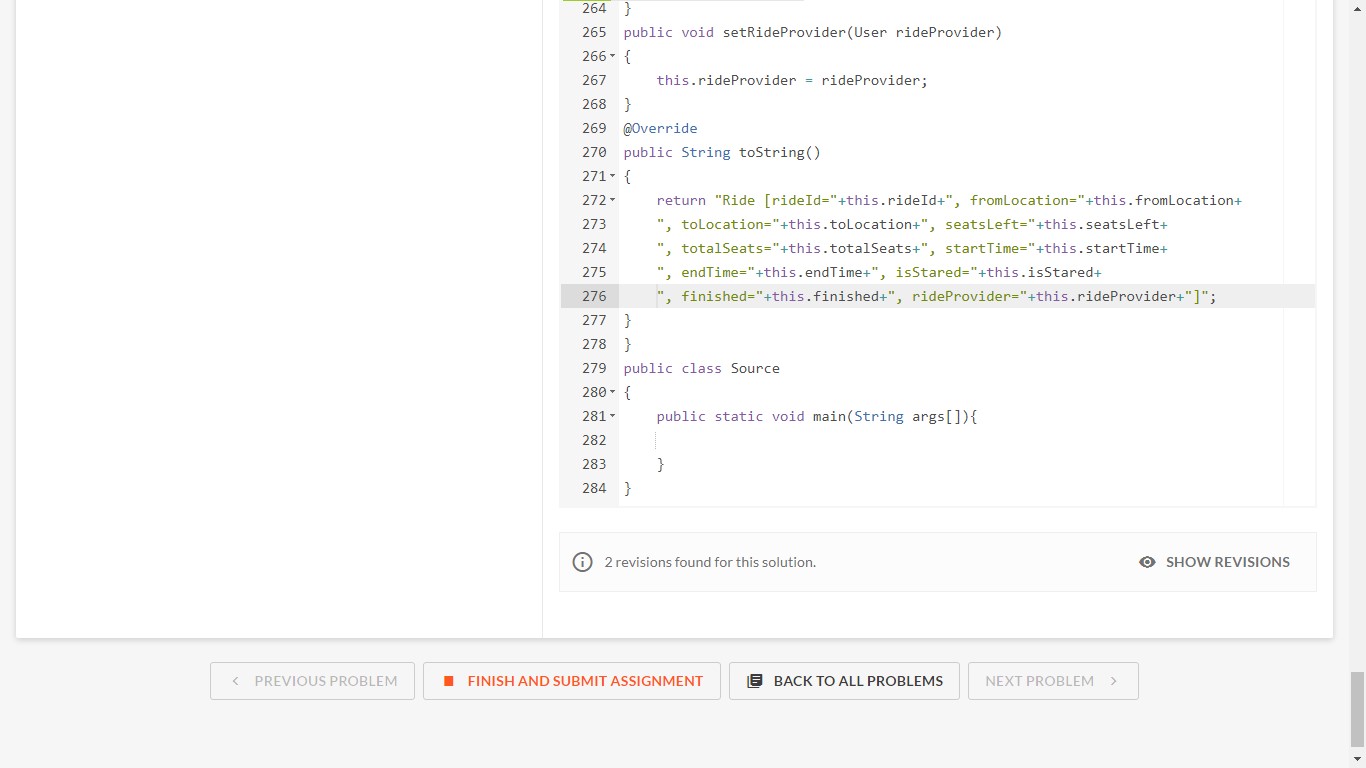 264 }
265 public void setRideProvider(User rideProvider)
266 {
267     this.rideProvider = rideProvider;
268 }
269 @Override
270 public String toString()
271 {
272     return "Ride [rideId="+this.rideId+", fromLocation="+this.fromLocation+
273     ", toLocation="+this.toLocation+", seatsLeft="+this.seatsLeft+
274     ", totalSeats="+this.totalSeats+", startTime="+this.startTime+
275     ", endTime="+this.endTime+", isStared="+this.isStared+
276     ", finished="+this.finished+", rideProvider="+this.rideProvider+"]";
277 }
278 }
279 public class Source
280 {
281     public static void main(String args[]){
282
283     }
284 }
2 revisions found for this solution. SHOW REVISIONS
PREVIOUS PROBLEM FINISH AND SUBMIT ASSIGNMENT BACK TO ALL PROBLEMS NEXT PROBLEM